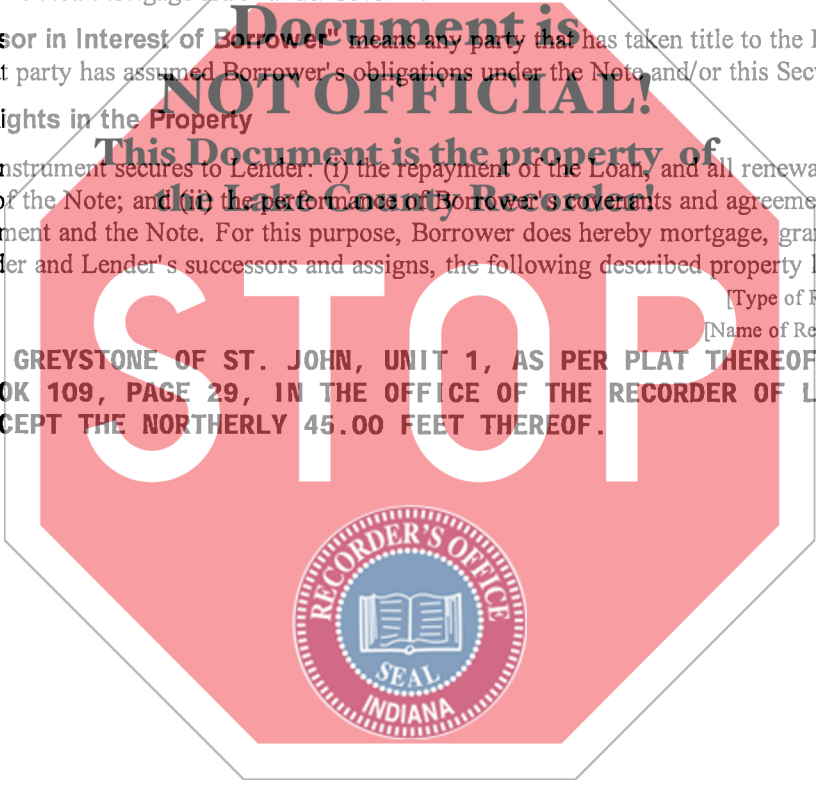 Document is
sor in Interest of Borrower" means any party that has taken title to the
t party has assumed Borrower's obligations under the Note and/or this
NOT OFFICIAL!
ights in the Property
This Document is the property of
nstrument secures to Lender: (i) the repayment of the Loan, and all
the Lake County Recorder!
of the Note; and (ii) the performance of Borrower's covenants and
ment and the Note. For this purpose, Borrower does hereby mortgage,
der and Lender's successors and assigns, the following described property
[Type of
[Name of
GREYSTONE OF ST. JOHN, UNIT 1, AS PER PLAT THEREOF
OK 109, PAGE 29, IN THE OFFICE OF THE RECORDER OF
CEPT THE NORTHERLY 45.00 FEET THEREOF.
STOP
RECORDER'S OFFICE
SEAL
INDIANA